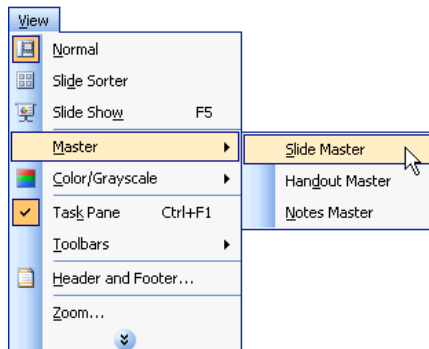 View
Normal
Slide Sorter
Slide Show F5
Master
Slide Master
Color/Grayscale
Handout Master
Task Pane Ctrl+F1
Notes Master
Toolbars
Header and Footer...
Zoom...